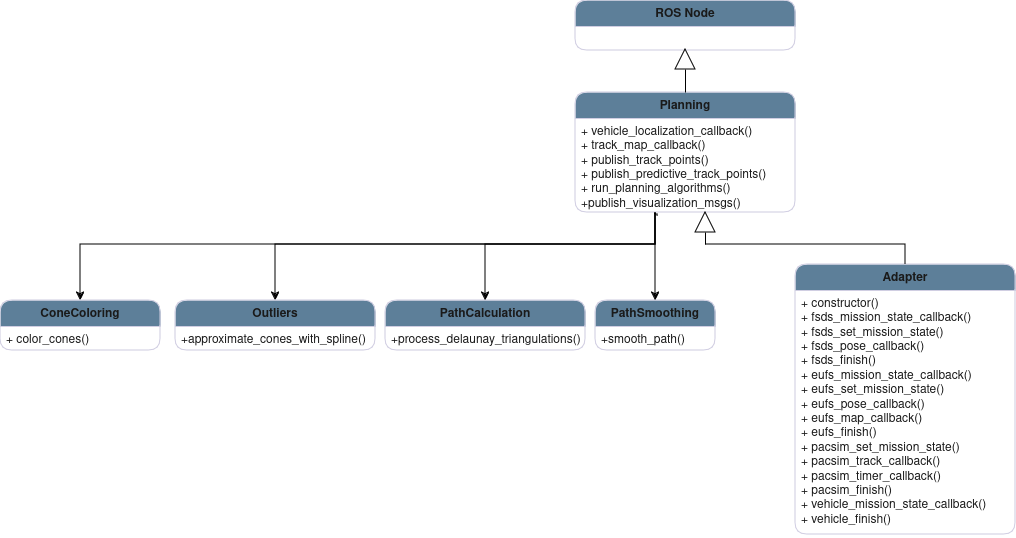 ROS Node
Planning
+ vehicle_localization_callback()
+ track_map_callback()
+ publish_track_points()
+ publish_predictive_track_points()
+ run_planning_algorithms()
+publish_visualization_msgs()
ConeColoring
+ color_cones()
Outliers
+approximate_cones_with_spline()
PathCalculation
+process_delaunay_triangulations()
PathSmoothing
+smooth_path()
Adapter
+ constructor()
+ fsds_mission_state_callback()
+ fsds_set_mission_state()
+ fsds_pose_callback()
+ fsds_finish()
+ eufs_mission_state_callback()
+ eufs_set_mission_state()
+ eufs_pose_callback()
+ eufs_map_callback()
+ eufs_finish()
+ pacsim_set_mission_state()
+ pacsim_track_callback()
+ pacsim_timer_callback()
+ pacsim_finish()
+ vehicle_mission_state_callback()
+ vehicle_finish()